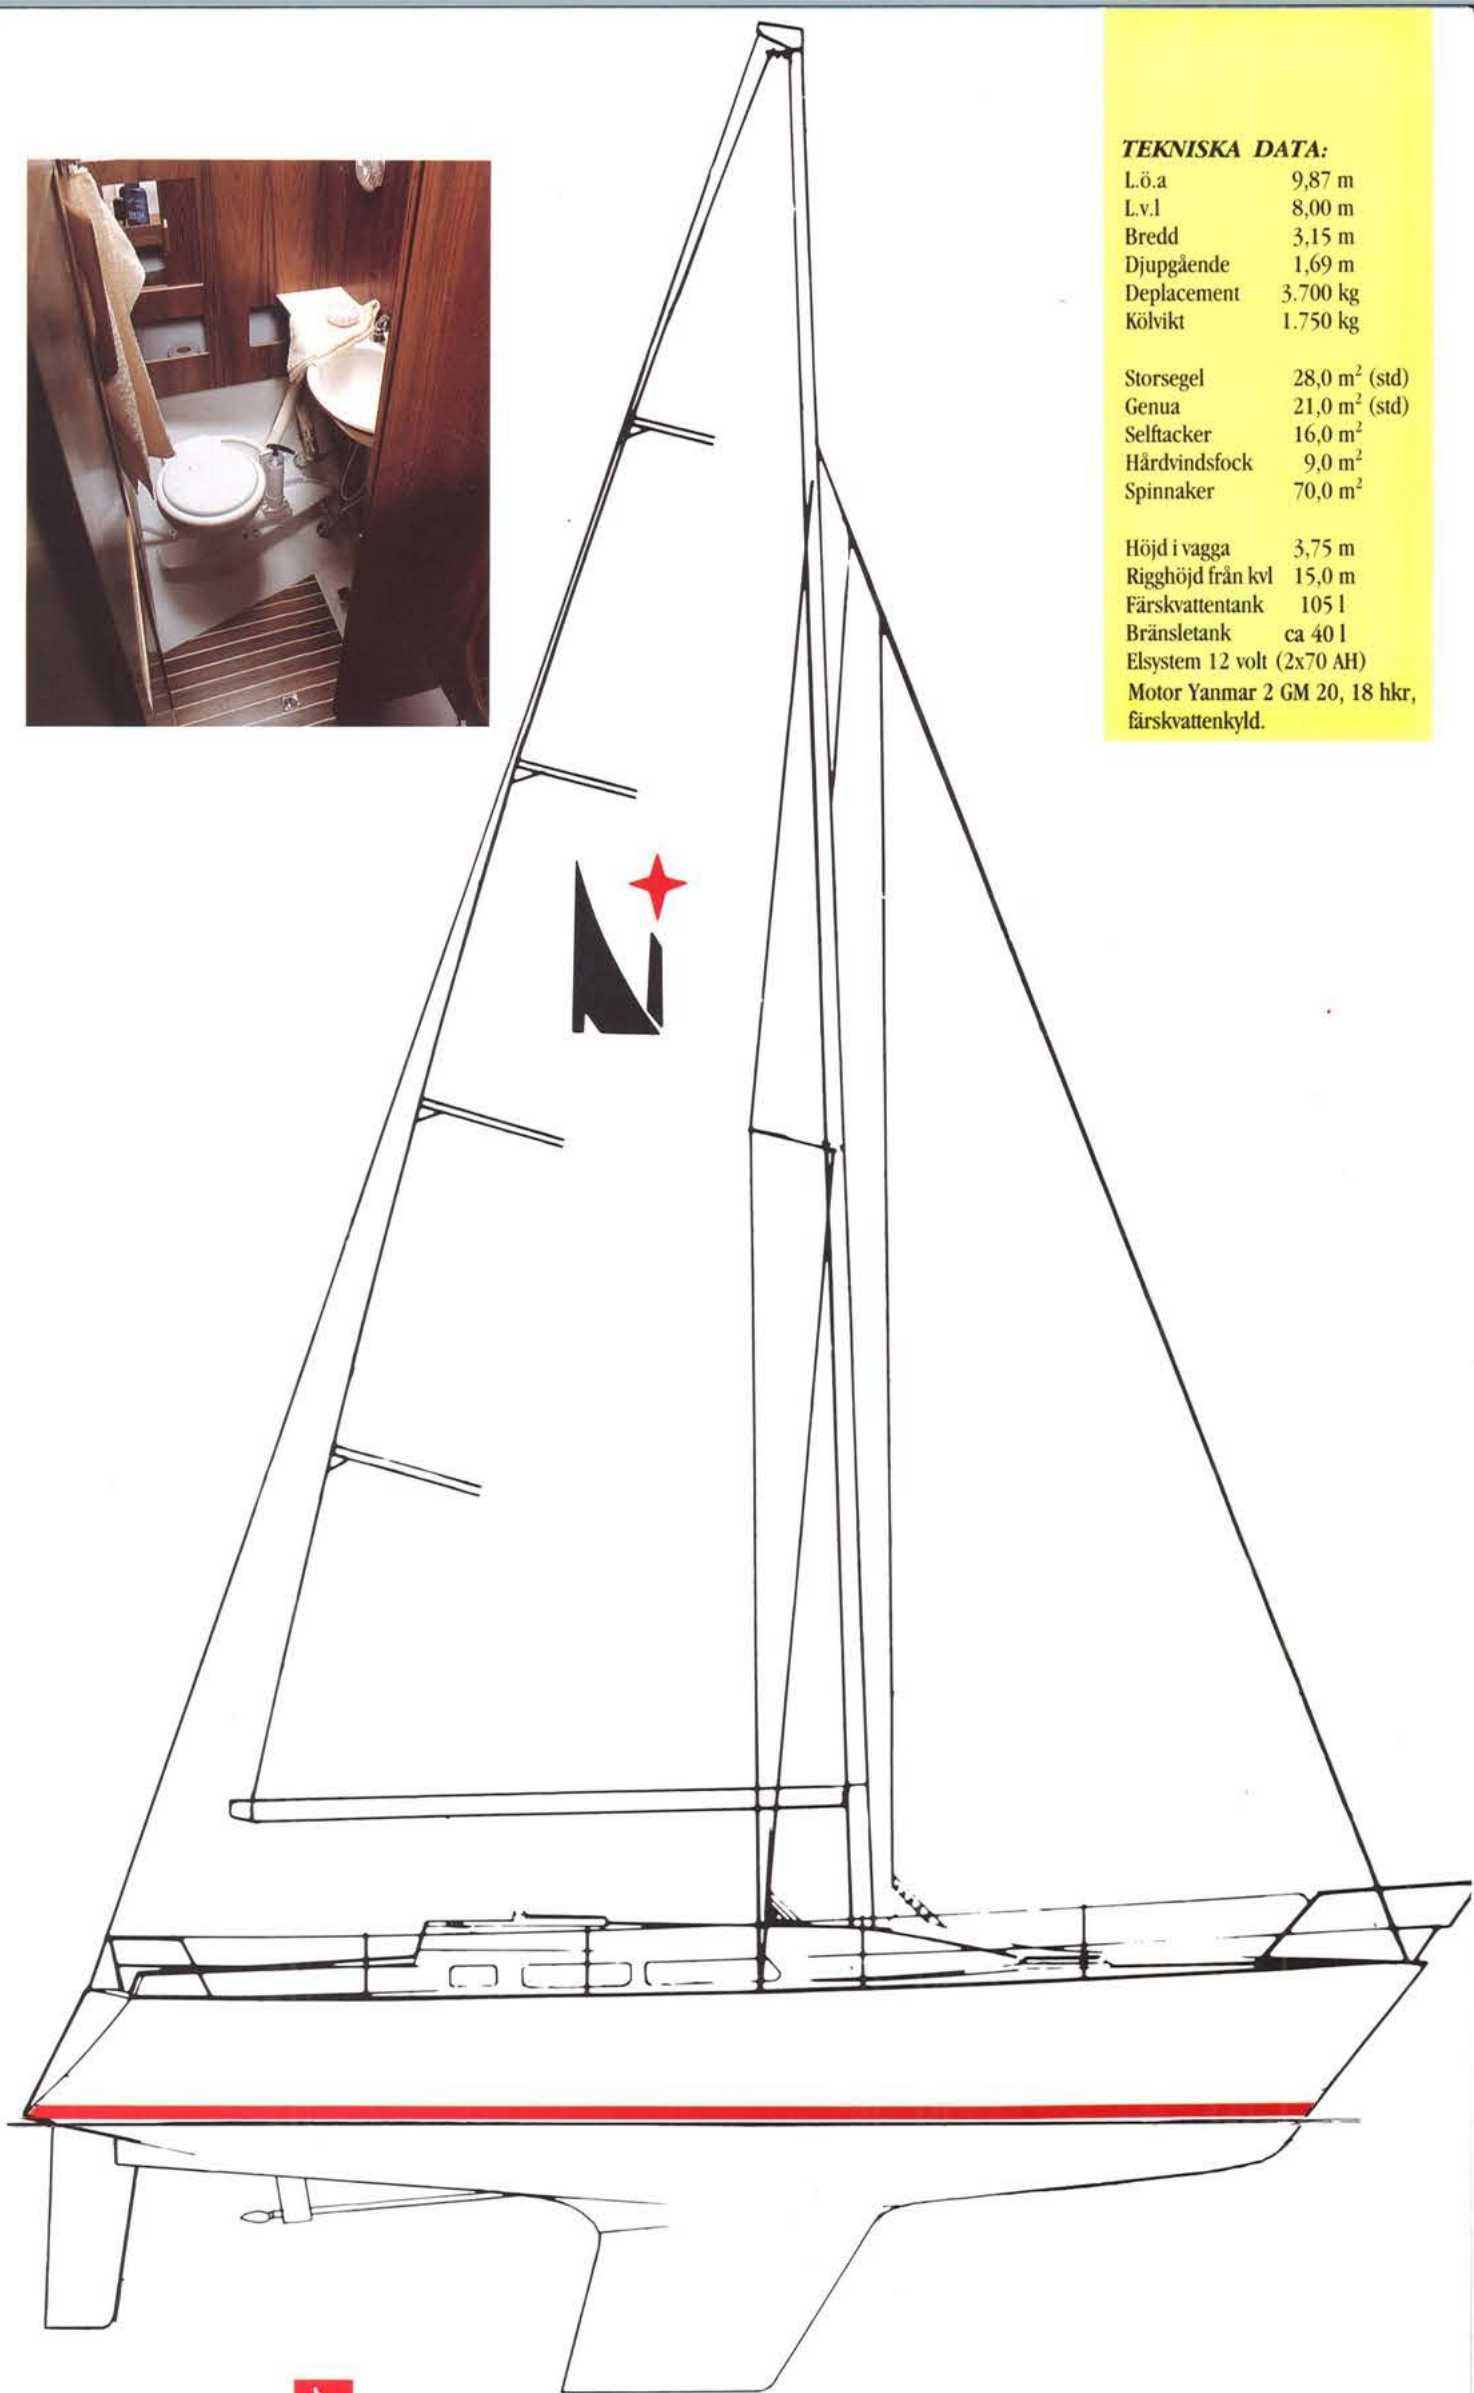 TEKNISKA DATA:
L.ö.a 9,87 m
L.v.l 8,00 m
Bredd 3,15 m
Djupgående 1,69 m
Deplacement 3.700 kg
Kölvikt 1.750 kg
Storsegel 28,0 m² (std)
Genua 21,0 m² (std)
Selftacker 16,0 m²
Hårdvindsfock 9,0 m²
Spinnaker 70,0 m²
Höjd i vagga 3,75 m
Rigghöjd från kvl 15,0 m
Färskvattentank 105 l
Bränsletank ca 40 l
Elsystem 12 volt (2x70 AH)
Motor Yanmar 2 GM 20, 18 hkr,
färskvattenkyld.